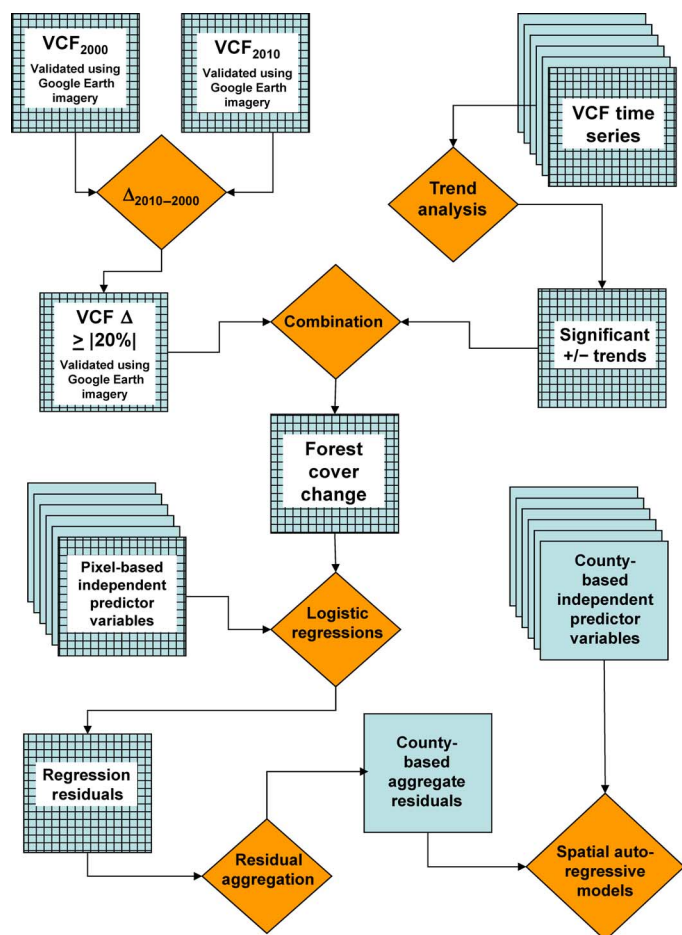 VCF2000
Validated using
Google Earth
imagery
VCF2010
Validated using
Google Earth
imagery
VCF time
series
Δ2010–2000
Trend
analysis
VCF Δ
≥ |20%|
Validated using
Google Earth
imagery
Combination
Significant
+/− trends
Forest
cover
change
Pixel-based
independent
predictor
variables
Logistic
regressions
County-
based
independent
predictor
variables
Regression
residuals
County-
based
aggregate
residuals
Residual
aggregation
Spatial auto-
regressive
models